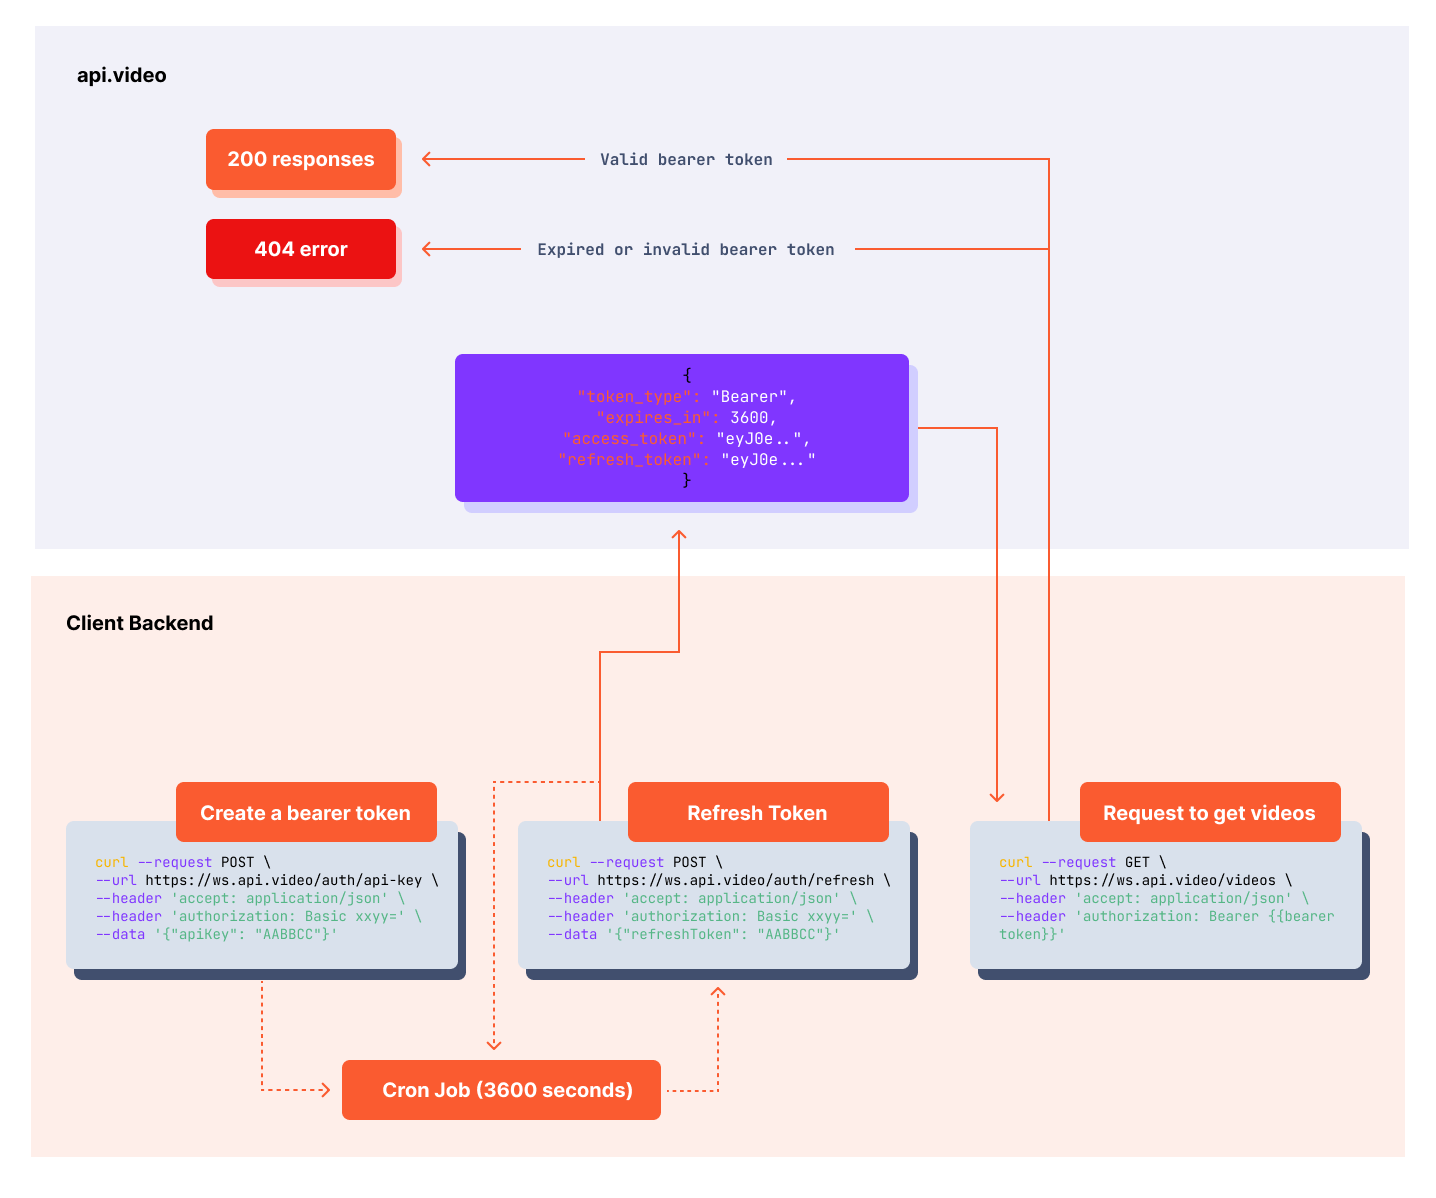 api.video
200 responses
Valid bearer token
404 error
Expired or invalid bearer token
{
"token_type": "Bearer",
"expires_in": 3600,
"access_token": "eyJ0e..",
"refresh_token": "eyJ0e..."
}
Client Backend
Create a bearer token
curl --request POST \
--url https://ws.api.video/auth/api-key \
--header 'accept: application/json' \
--header 'authorization: Basic xxyy=' \
--data '{"apiKey": "AABBCC"}'
Refresh Token
curl --request POST \
--url https://ws.api.video/auth/refresh \
--header 'accept: application/json' \
--header 'authorization: Basic xxyy=' \
--data '{"refreshToken": "AABBCC"}'
Request to get videos
curl --request GET \
--url https://ws.api.video/videos \
--header 'accept: application/json' \
--header 'authorization: Bearer {{bearer
token}}'
Cron Job (3600 seconds)